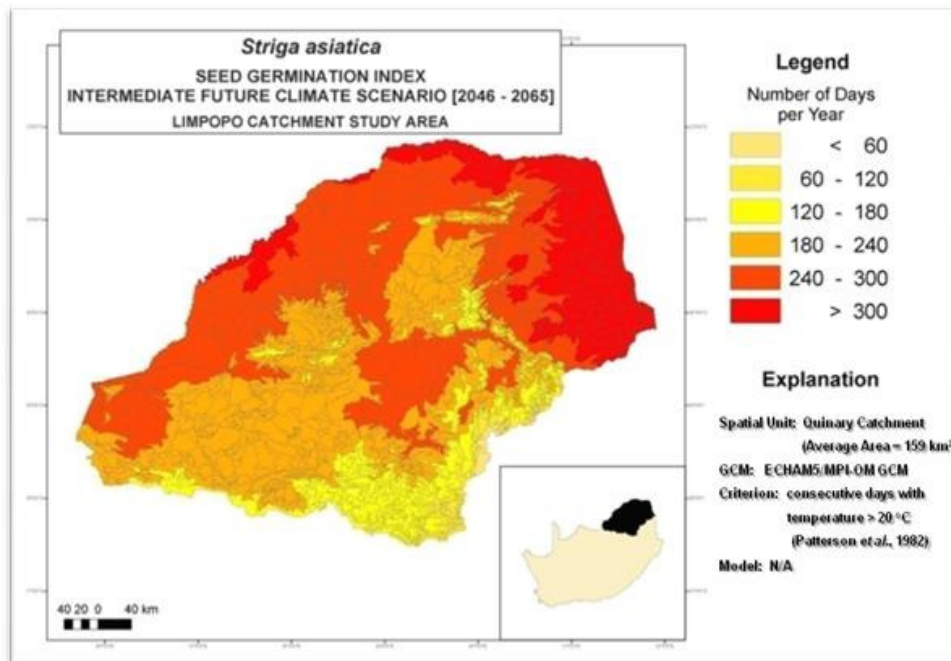 Striga asiatica
SEED GERMINATION INDEX
INTERMEDIATE FUTURE CLIMATE SCENARIO [2046 - 2065]
LIMPOPO CATCHMENT STUDY AREA
Legend
Number of Days
per Year
< 60
60 - 120
120 - 180
180 - 240
240 - 300
> 300
Explanation
Spatial Unit: Quinary Catchment
(Average Area = 159 km²
GCM: ECHAM5/MPI-OM GCM
Criterion: consecutive days with
temperature > 20 °C
(Patterson et al., 1982)
Model: N/A
40 20 0 40 km